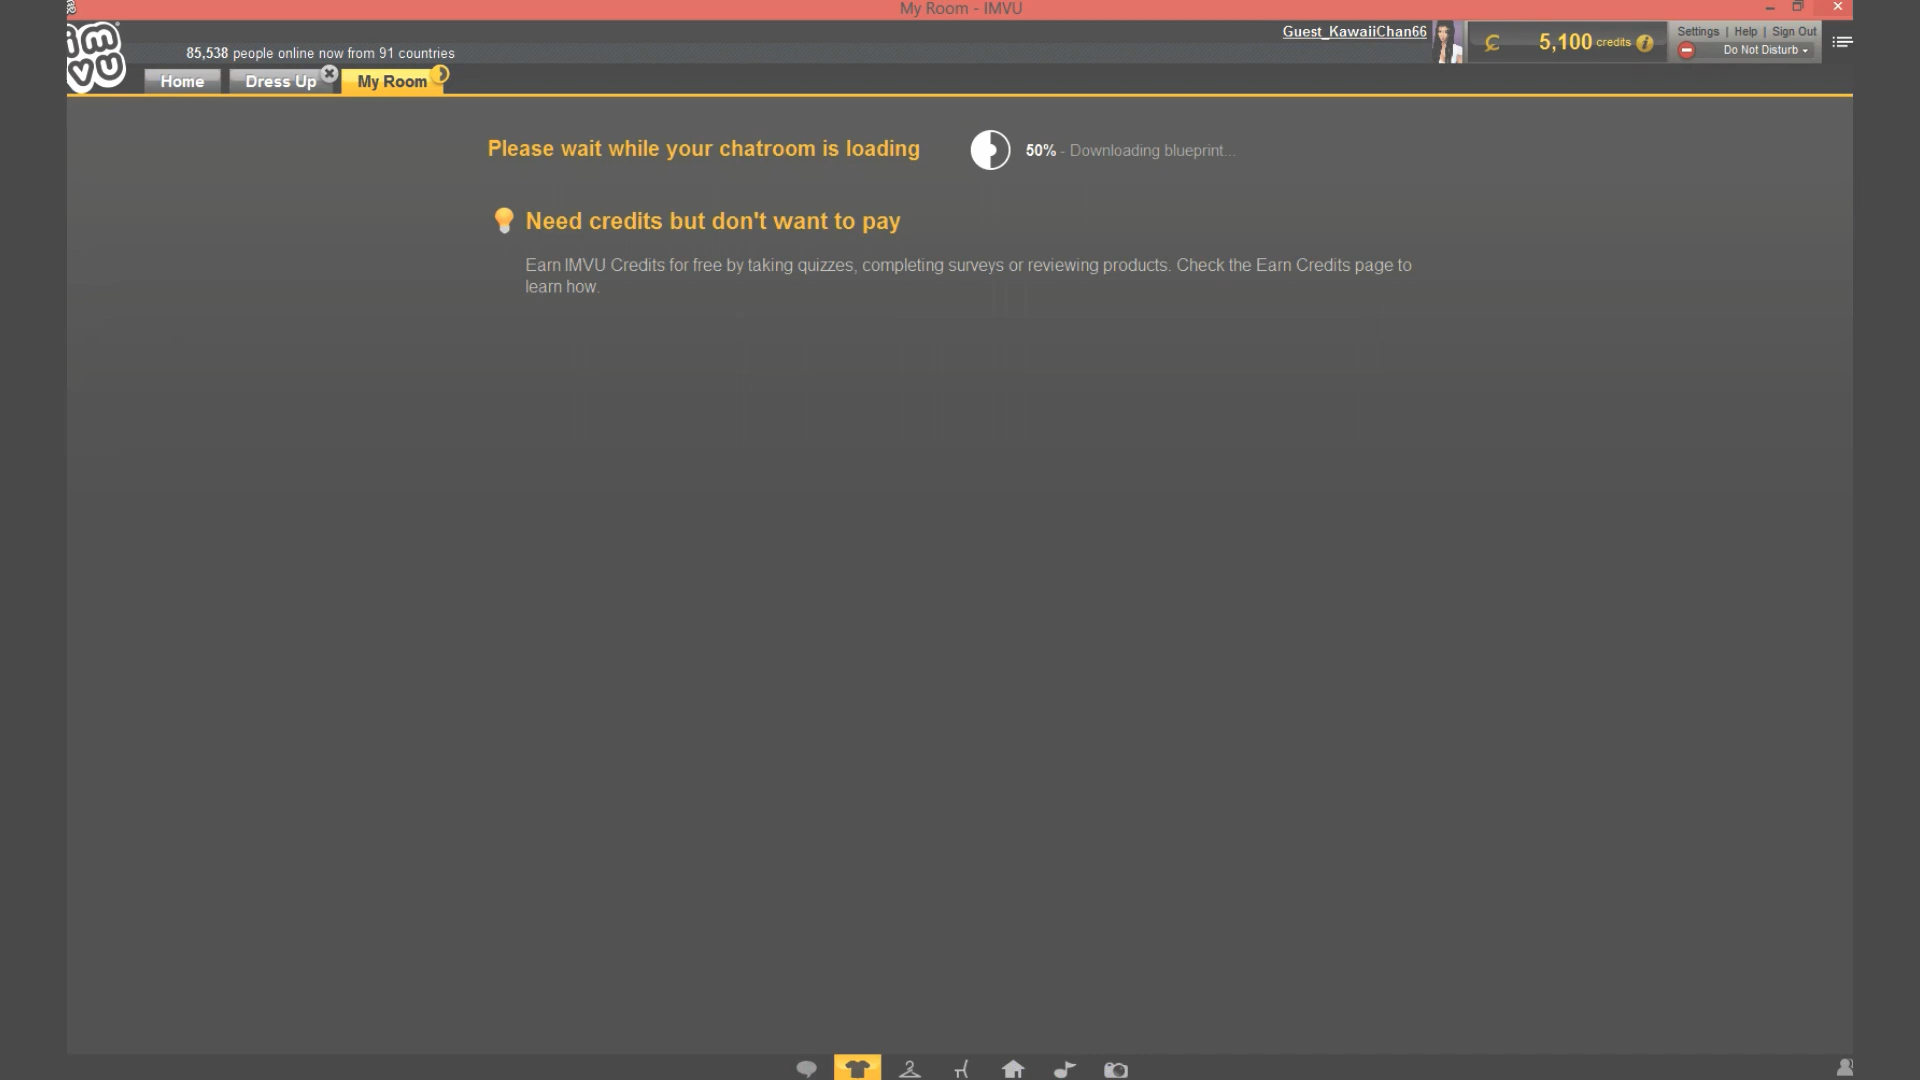 My Room - IMVU
imvu
85,538 people online now from 91 countries
Guest_KawaiiChan66
5,100 credits
Settings | Help | Sign Out
Do Not Disturb
Home
Dress Up
My Room
Please wait while your chatroom is loading
50% - Downloading blueprint...
Need credits but don't want to pay
Earn IMVU Credits for free by taking quizzes, completing surveys or reviewing products. Check the Earn Credits page to
learn how.